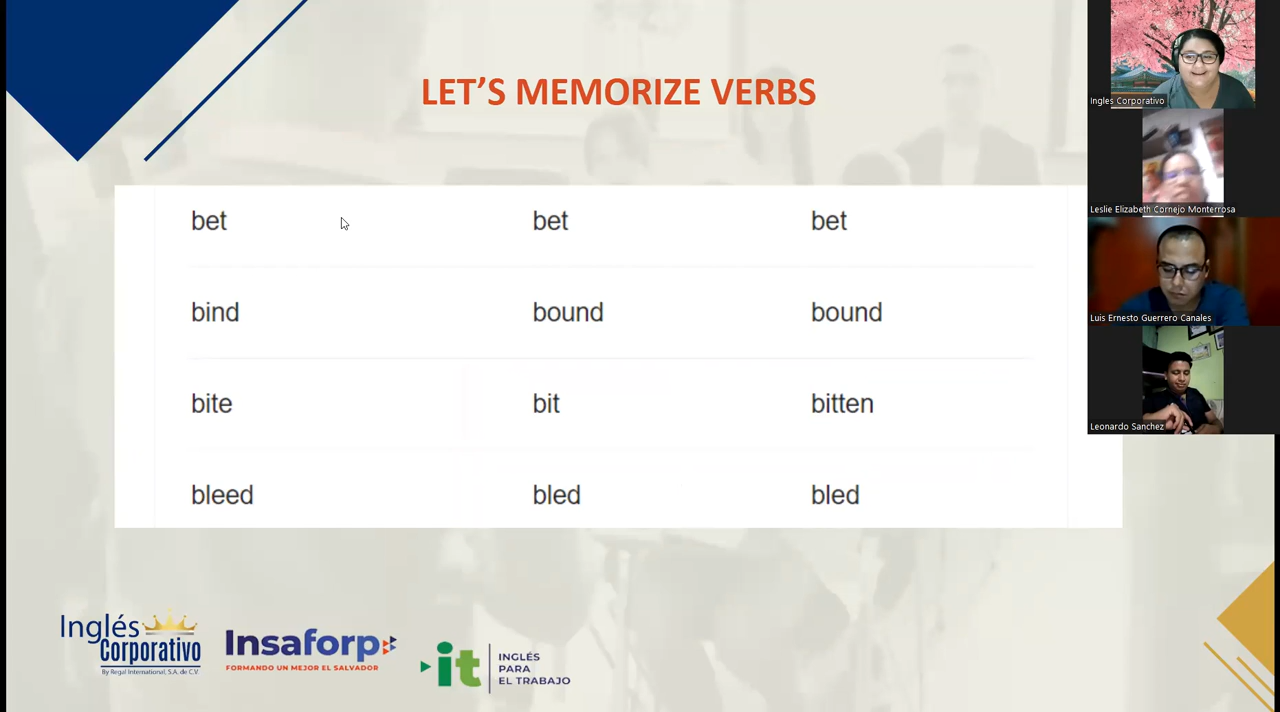 LET'S MEMORIZE VERBS
bet bet bet
bind bound bound
bite bit bitten
bleed bled bled
Inglés
Corporativo
By Regal International, S.A. de C.V.
Insaforp
FORMANDO UN MEJOR EL SALVADOR
it
INGLÉS
PARA
EL TRABAJO
Ingles Corporativo
Leslie Elizabeth Cornejo Monterrosa
Luis Ernesto Guerrero Canales
Leonardo Sanchez